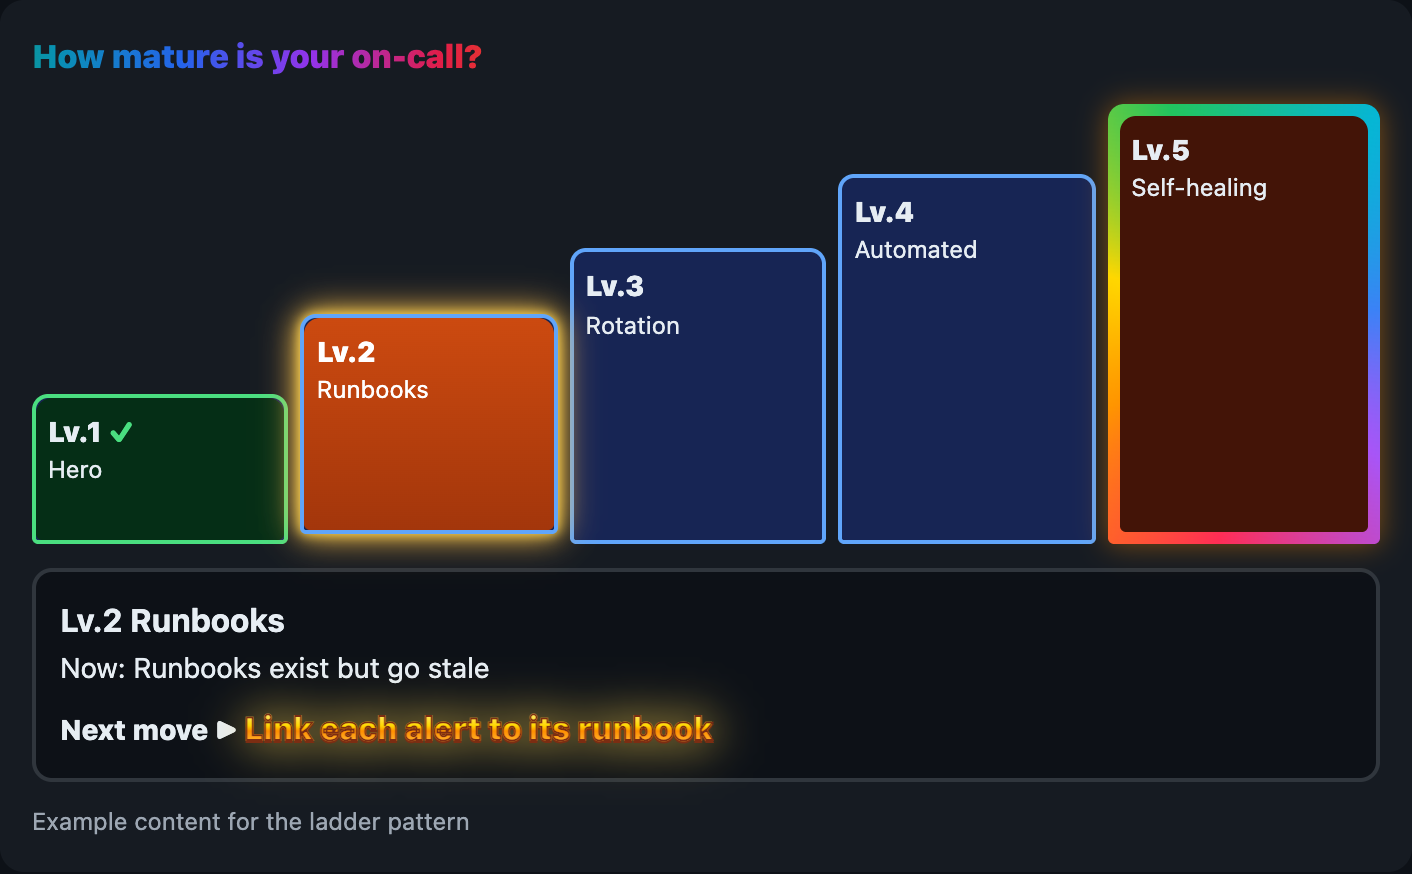 How mature is your on-call?
Lv.1 ✓
Hero
Lv.2
Runbooks
Lv.3
Rotation
Lv.4
Automated
Lv.5
Self-healing
Lv.2 Runbooks
Now: Runbooks exist but go stale
Next move ▶ Link each alert to its runbook
Example content for the ladder pattern